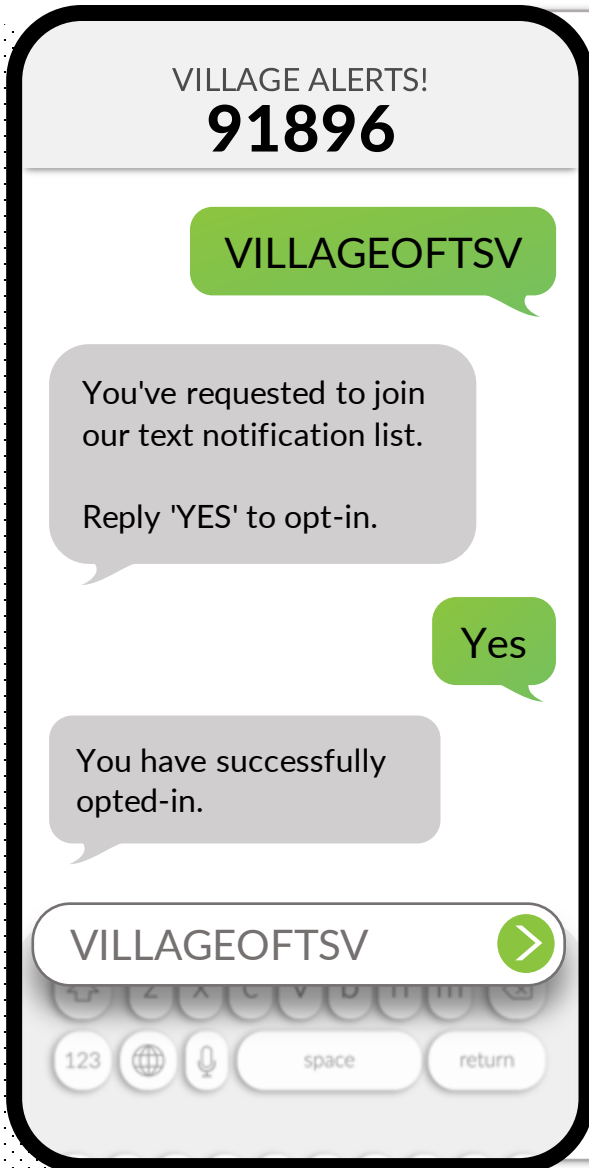 VILLAGE ALERTS!
91896
VILLAGEOFTSV
You've requested to join
our text notification list.
Reply 'YES' to opt-in.
Yes
You have successfully
opted-in.
VILLAGEOFTSV
z x c v b n m
123 space return